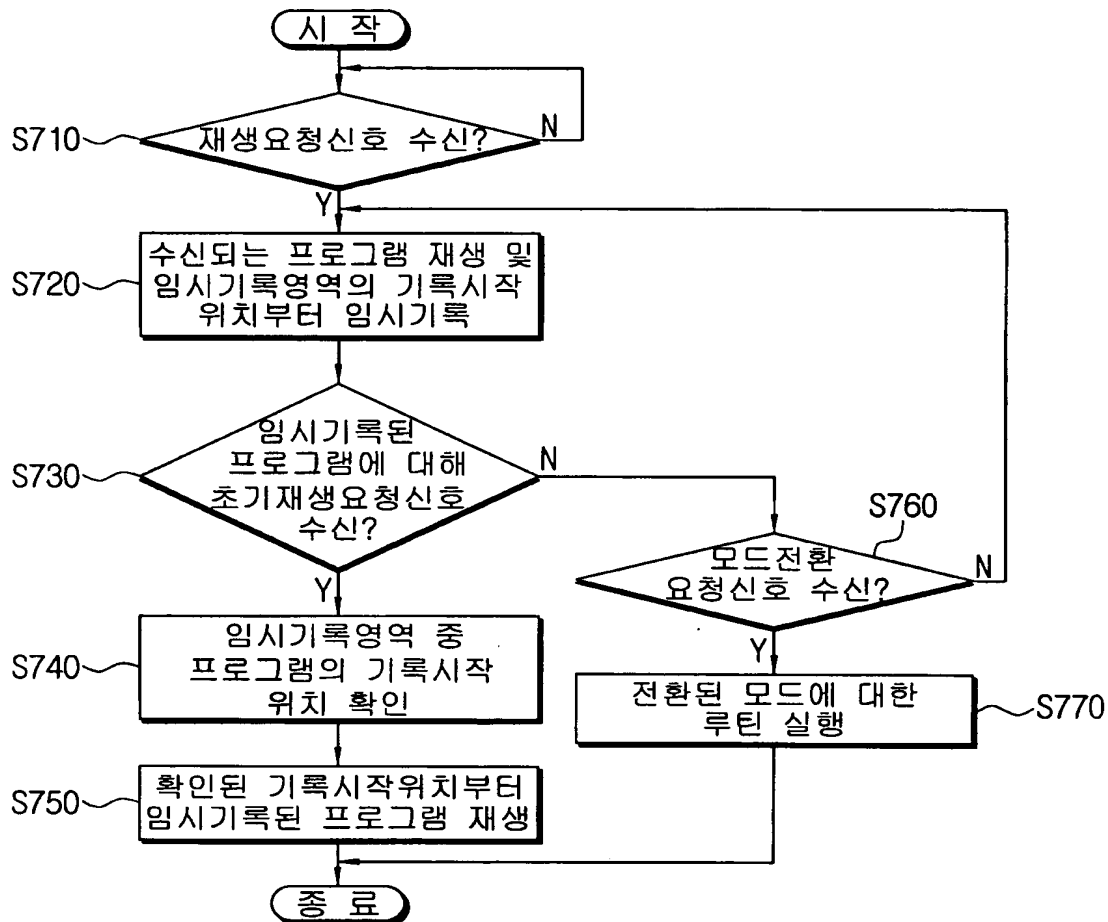 시 작
S710
재생요청신호 수신?
N
Y
S720
수신되는 프로그램 재생 및
임시기록영역의 기록시작
위치부터 임시기록
S730
임시기록된
프로그램에 대해
초기재생요청신호
수신?
N
Y
S760
모드전환
요청신호 수신?
N
Y
S740
임시기록영역 중
프로그램의 기록시작
위치 확인
전환된 모드에 대한
루틴 실행
S770
S750
확인된 기록시작위치부터
임시기록된 프로그램 재생
종 료